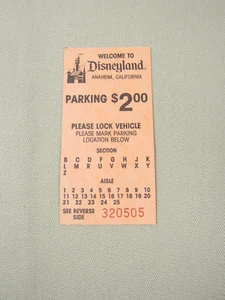 WELCOME TO
Disneyland
ANAHEIM, CALIFORNIA
PARKING $2.00
PLEASE LOCK VEHICLE
PLEASE MARK PARKING
LOCATION BELOW
SECTION
B C D F G H J K
L M R U V W X Y
Z
AISLE
1 2 3 4 5 6 7 8 9 10
11 12 13 14 15 16 17 18 19 20
21 22 23 24 25
SEE REVERSE
SIDE
320505